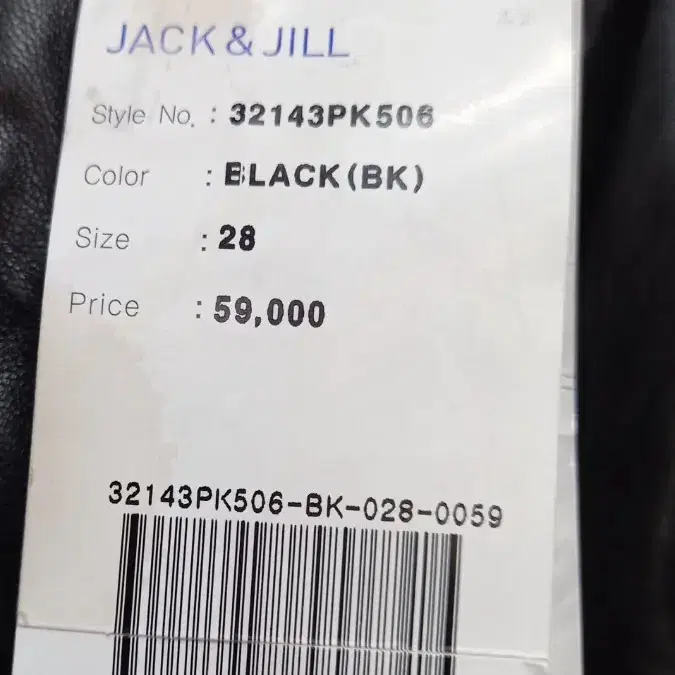 JACK & JILL
Style No. : 32143PK506
Color : BLACK(BK)
Size : 28
Price : 59,000
32143PK506-BK-028-0059